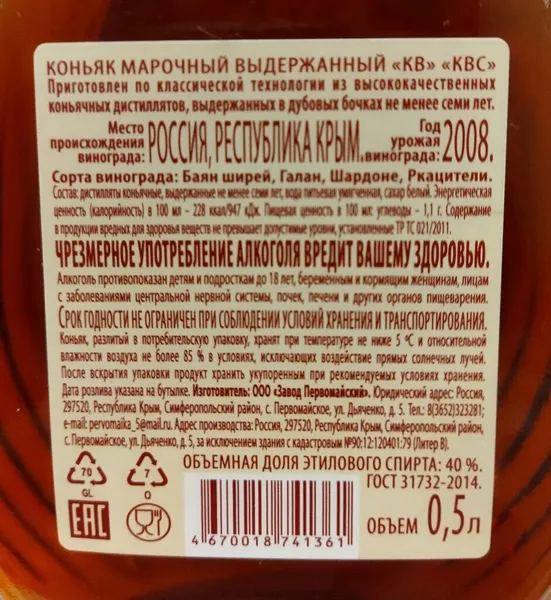 КОНЬЯК МАРОЧНЫЙ ВЫДЕРЖАННЫЙ «КВ» «КВС»
Приготовлен по классической технологии из высококачественных
коньячных дистиллятов, выдержанных в дубовых бочках не менее семи лет.
Место происхождения винограда: РОССИЯ, РЕСПУБЛИКА КРЫМ. Год урожая винограда: 2008.
Сорта винограда: Баян ширей, Галан, Шардоне, Ркацители.
Состав: дистилляты коньячные, выдержанные не менее семи лет, вода питьевая умягченная, сахар белый. Энергетическая
ценность (калорийность) в 100 мл - 228 ккал/947 кДж. Пищевая ценность в 100 мл: углеводы - 1,1 г. Содержание
в продукции вредных для здоровья веществ не превышает допустимые уровни, установленные ТР ТС 021/2011.
ЧРЕЗМЕРНОЕ УПОТРЕБЛЕНИЕ АЛКОГОЛЯ ВРЕДИТ ВАШЕМУ ЗДОРОВЬЮ.
Алкоголь противопоказан детям и подросткам до 18 лет, беременным и кормящим женщинам, лицам
с заболеваниями центральной нервной системы, почек, печени и других органов пищеварения.
СРОК ГОДНОСТИ НЕ ОГРАНИЧЕН ПРИ СОБЛЮДЕНИИ УСЛОВИЙ ХРАНЕНИЯ И ТРАНСПОРТИРОВАНИЯ.
Коньяк, разлитый в потребительскую упаковку, хранят при температуре не ниже 5 °С и относительной
влажности воздуха не более 85 % в условиях, исключающих воздействие прямых солнечных лучей.
После вскрытия упаковки продукт хранить укупоренным при рекомендуемых условиях хранения.
Дата розлива указана на бутылке. Изготовитель: ООО «Завод Первомайский». Юридический адрес: Россия,
297520, Республика Крым, Симферопольский район, с. Первомайское, ул. Дьяченко, д. 5. Тел.: 8(3652)323281;
e-mail: pervomaika_5@mail.ru. Адрес производства: Россия, 297520, Республика Крым, Симферопольский район,
с. Первомайское, ул. Дьяченко, д. 5, за исключением здания с кадастровым №90:12:120401:79 (Литер В).
ОБЪЕМНАЯ ДОЛЯ ЭТИЛОВОГО СПИРТА: 40 %.
ГОСТ 31732-2014.
70
GL
7
О
EAC
4 670018 741361
ОБЪЕМ 0,5 л